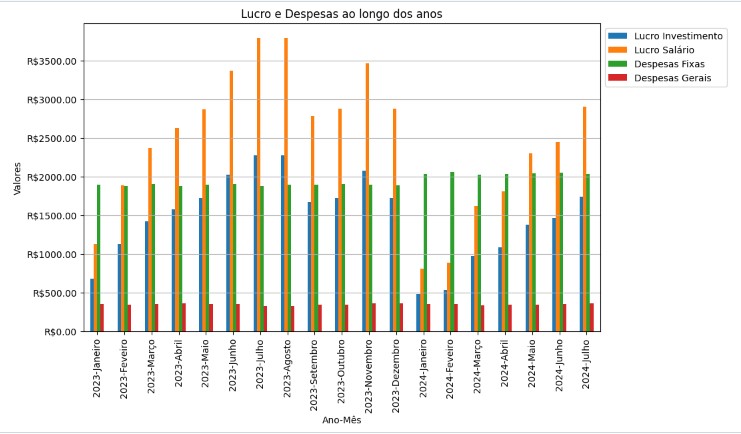 Lucro e Despesas ao longo dos anos
Lucro Investimento
Lucro Salário
Despesas Fixas
Despesas Gerais
Valores
R$3500.00
R$3000.00
R$2500.00
R$2000.00
R$1500.00
R$1000.00
R$500.00
R$0.00
2023-Janeiro
2023-Feveiro
2023-Março
2023-Abril
2023-Maio
2023-Junho
2023-Julho
2023-Agosto
2023-Setembro
2023-Outubro
2023-Novembro
2023-Dezembro
2024-Janeiro
2024-Feveiro
2024-Março
2024-Abril
2024-Maio
2024-Junho
2024-Julho
Ano-Mês